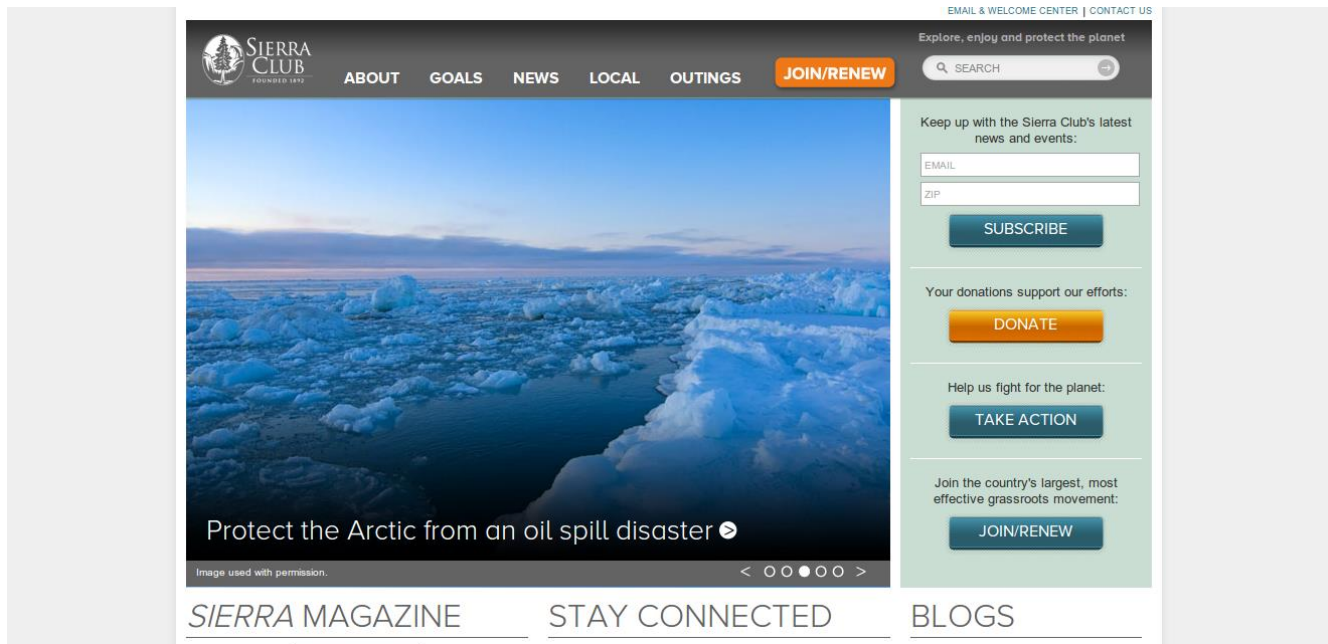 EMAIL & WELCOME CENTER | CONTACT US
SIERRA
CLUB
FOUNDED 1892
ABOUT GOALS NEWS LOCAL OUTINGS JOIN/RENEW
Explore, enjoy and protect the planet
SEARCH
Keep up with the Sierra Club's latest
news and events:
EMAIL
ZIP
SUBSCRIBE
Your donations support our efforts:
DONATE
Help us fight for the planet:
TAKE ACTION
Join the country's largest, most
effective grassroots movement:
JOIN/RENEW
Protect the Arctic from an oil spill disaster >
Image used with permission.
< >
SIERRA MAGAZINE
STAY CONNECTED
BLOGS